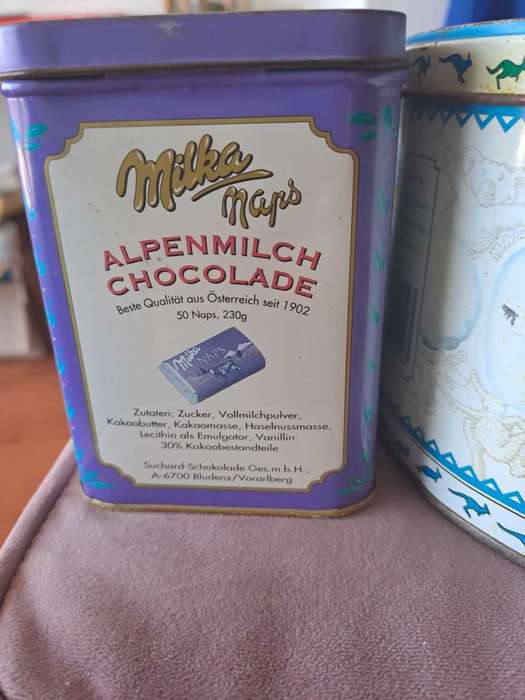 Milka
Naps
ALPENMILCH
CHOCOLADE
Beste Qualität aus Österreich seit 1902
50 Naps, 230g
Milka
NAPS
Zutaten: Zucker, Vollmilchpulver,
Kakaobutter, Kakaomasse, Haselnussmasse,
Lecithin als Emulgator, Vanillin.
30% Kakaobestandteile
Suchard-Schokolade Ges.m.b.H.,
A-6700 Bludenz/Vorarlberg